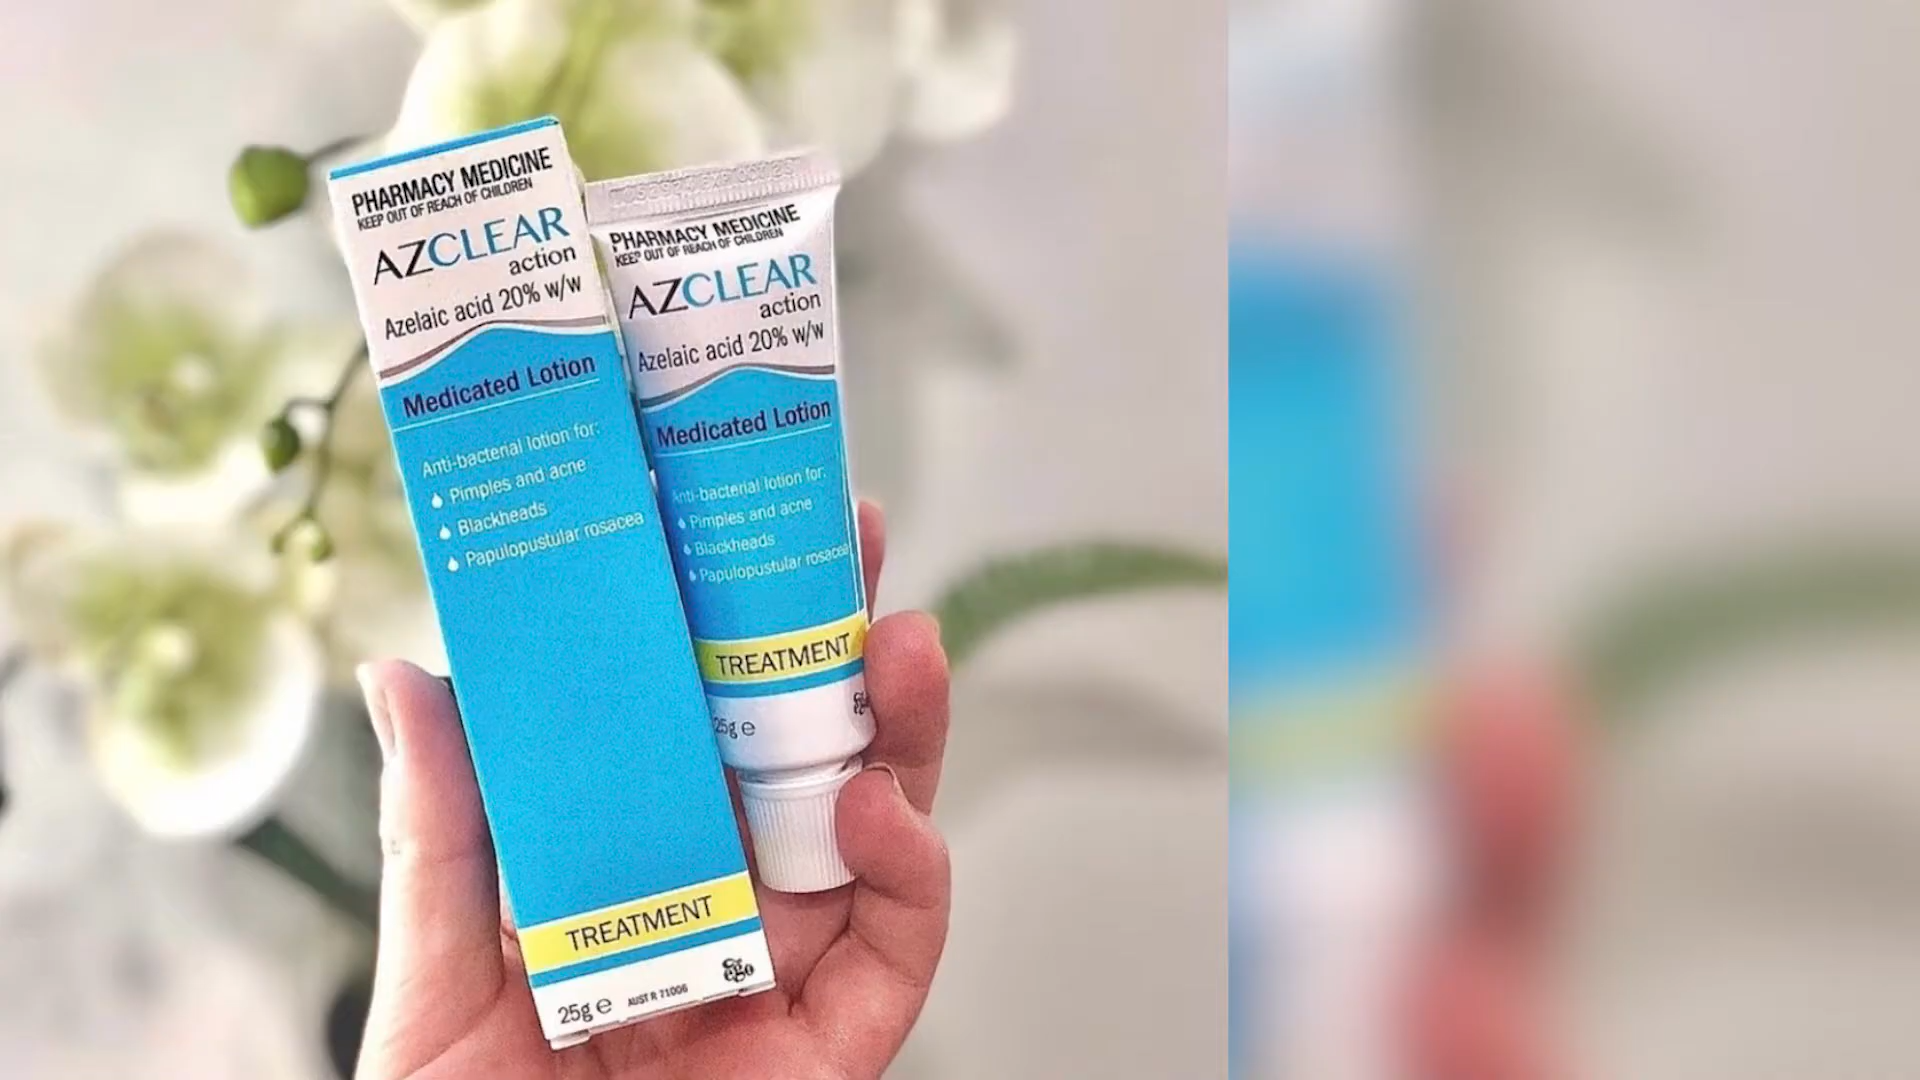 PHARMACY MEDICINE
KEEP OUT OF REACH OF CHILDREN
AZCLEAR
action
Azelaic acid 20% w/w
Medicated Lotion
Anti-bacterial lotion for:
Pimples and acne
Blackheads
Papulopustular rosacea
TREATMENT
ego
25g e AUST R 71006
PHARMACY MEDICINE
KEEP OUT OF REACH OF CHILDREN
AZCLEAR
action
Azelaic acid 20% w/w
Medicated Lotion
Anti-bacterial lotion for:
Pimples and acne
Blackheads
Papulopustular rosacea
TREATMENT
25g e